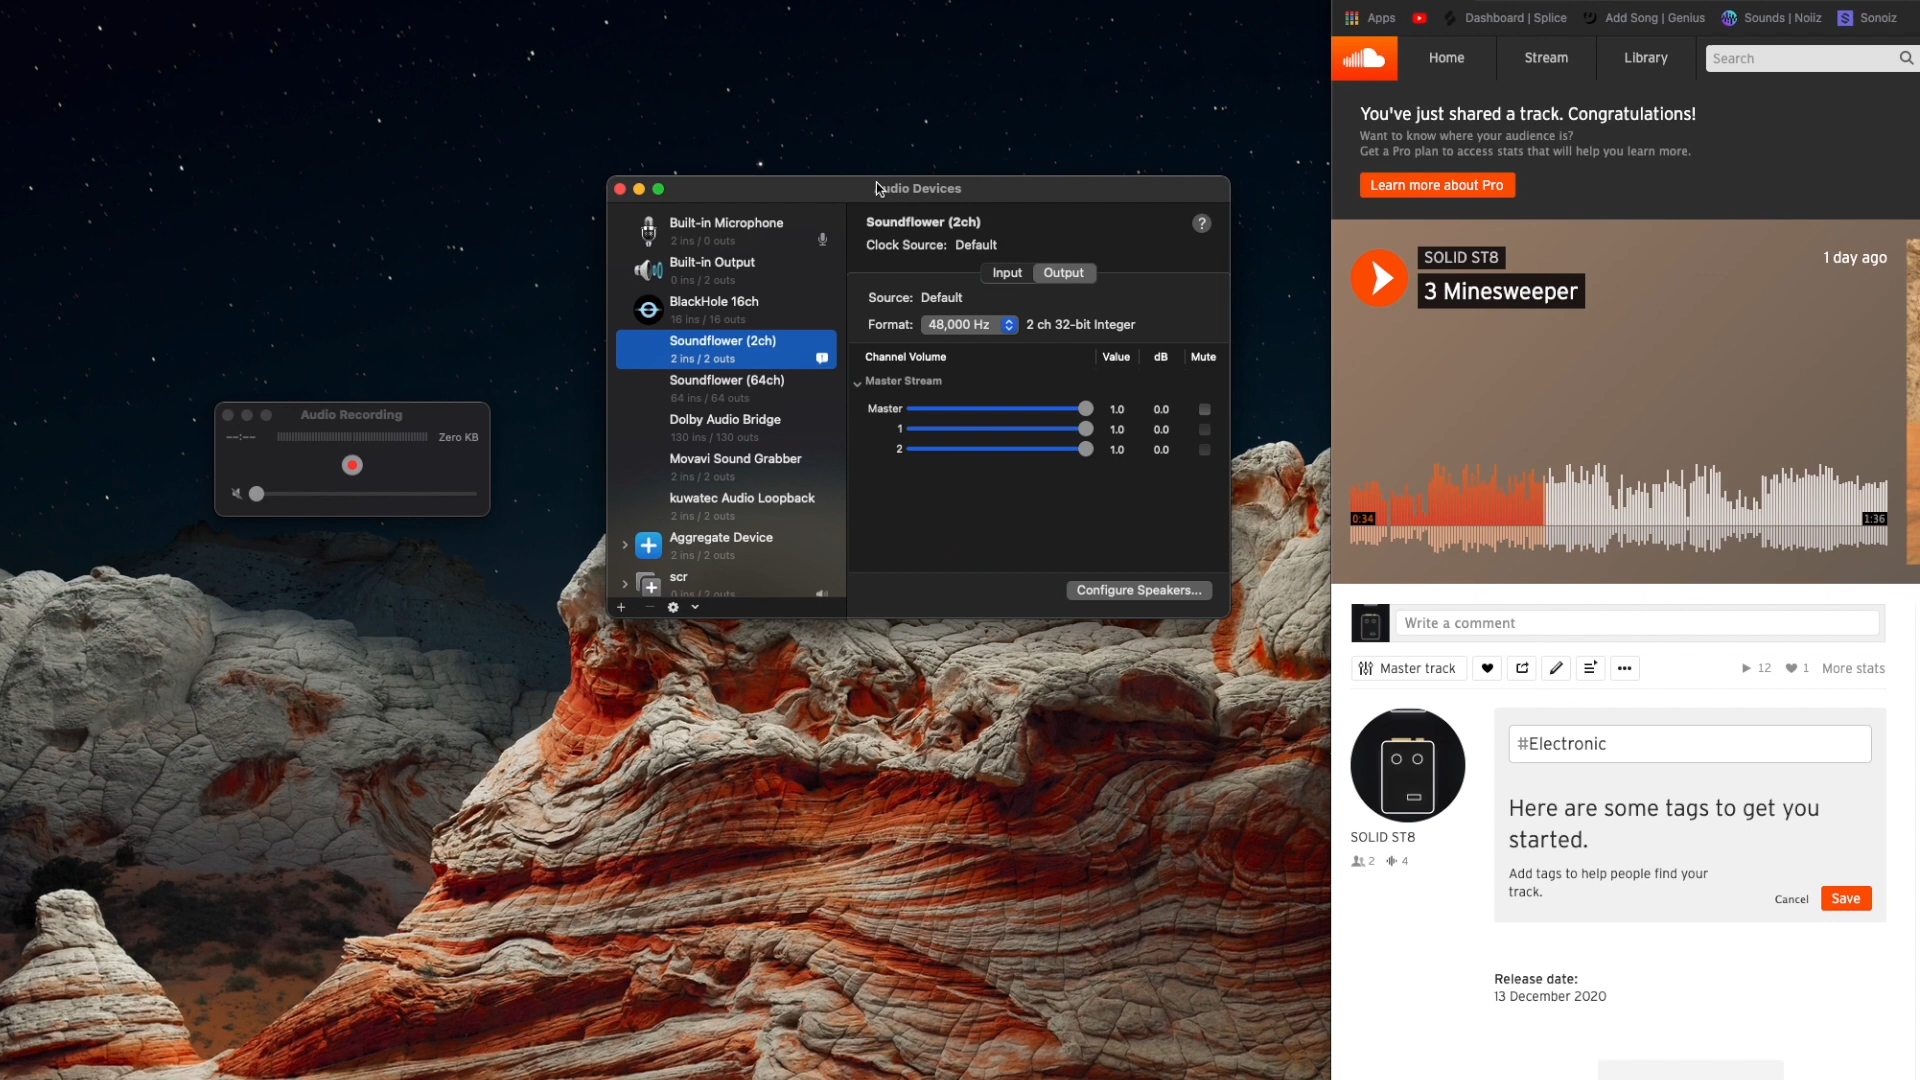 Apps
Dashboard | Splice
Add Song | Genius
Sounds | Noiiz
Sonoiz
Home
Stream
Library
Search
You've just shared a track. Congratulations!
Want to know where your audience is?
Get a Pro plan to access stats that will help you learn more.
Learn more about Pro
SOLID ST8
3 Minesweeper
1 day ago
0:34
1:36
Write a comment
Master track
12
1
More stats
SOLID ST8
2
4
#Electronic
Here are some tags to get you
started.
Add tags to help people find your
track.
Cancel
Save
Release date:
13 December 2020
Audio Recording
--:--
Zero KB
udio Devices
Built-in Microphone
2 ins / 0 outs
Built-in Output
0 ins / 2 outs
BlackHole 16ch
16 ins / 16 outs
Soundflower (2ch)
2 ins / 2 outs
Soundflower (64ch)
64 ins / 64 outs
Dolby Audio Bridge
130 ins / 130 outs
Movavi Sound Grabber
2 ins / 2 outs
kuwatec Audio Loopback
2 ins / 2 outs
Aggregate Device
2 ins / 2 outs
scr
0 ins / 2 outs
Soundflower (2ch)
?
Clock Source: Default
Input
Output
Source: Default
Format: 48,000 Hz 2 ch 32-bit Integer
Channel Volume Value dB Mute
Master Stream
Master 1.0 0.0
1 1.0 0.0
2 1.0 0.0
Configure Speakers...